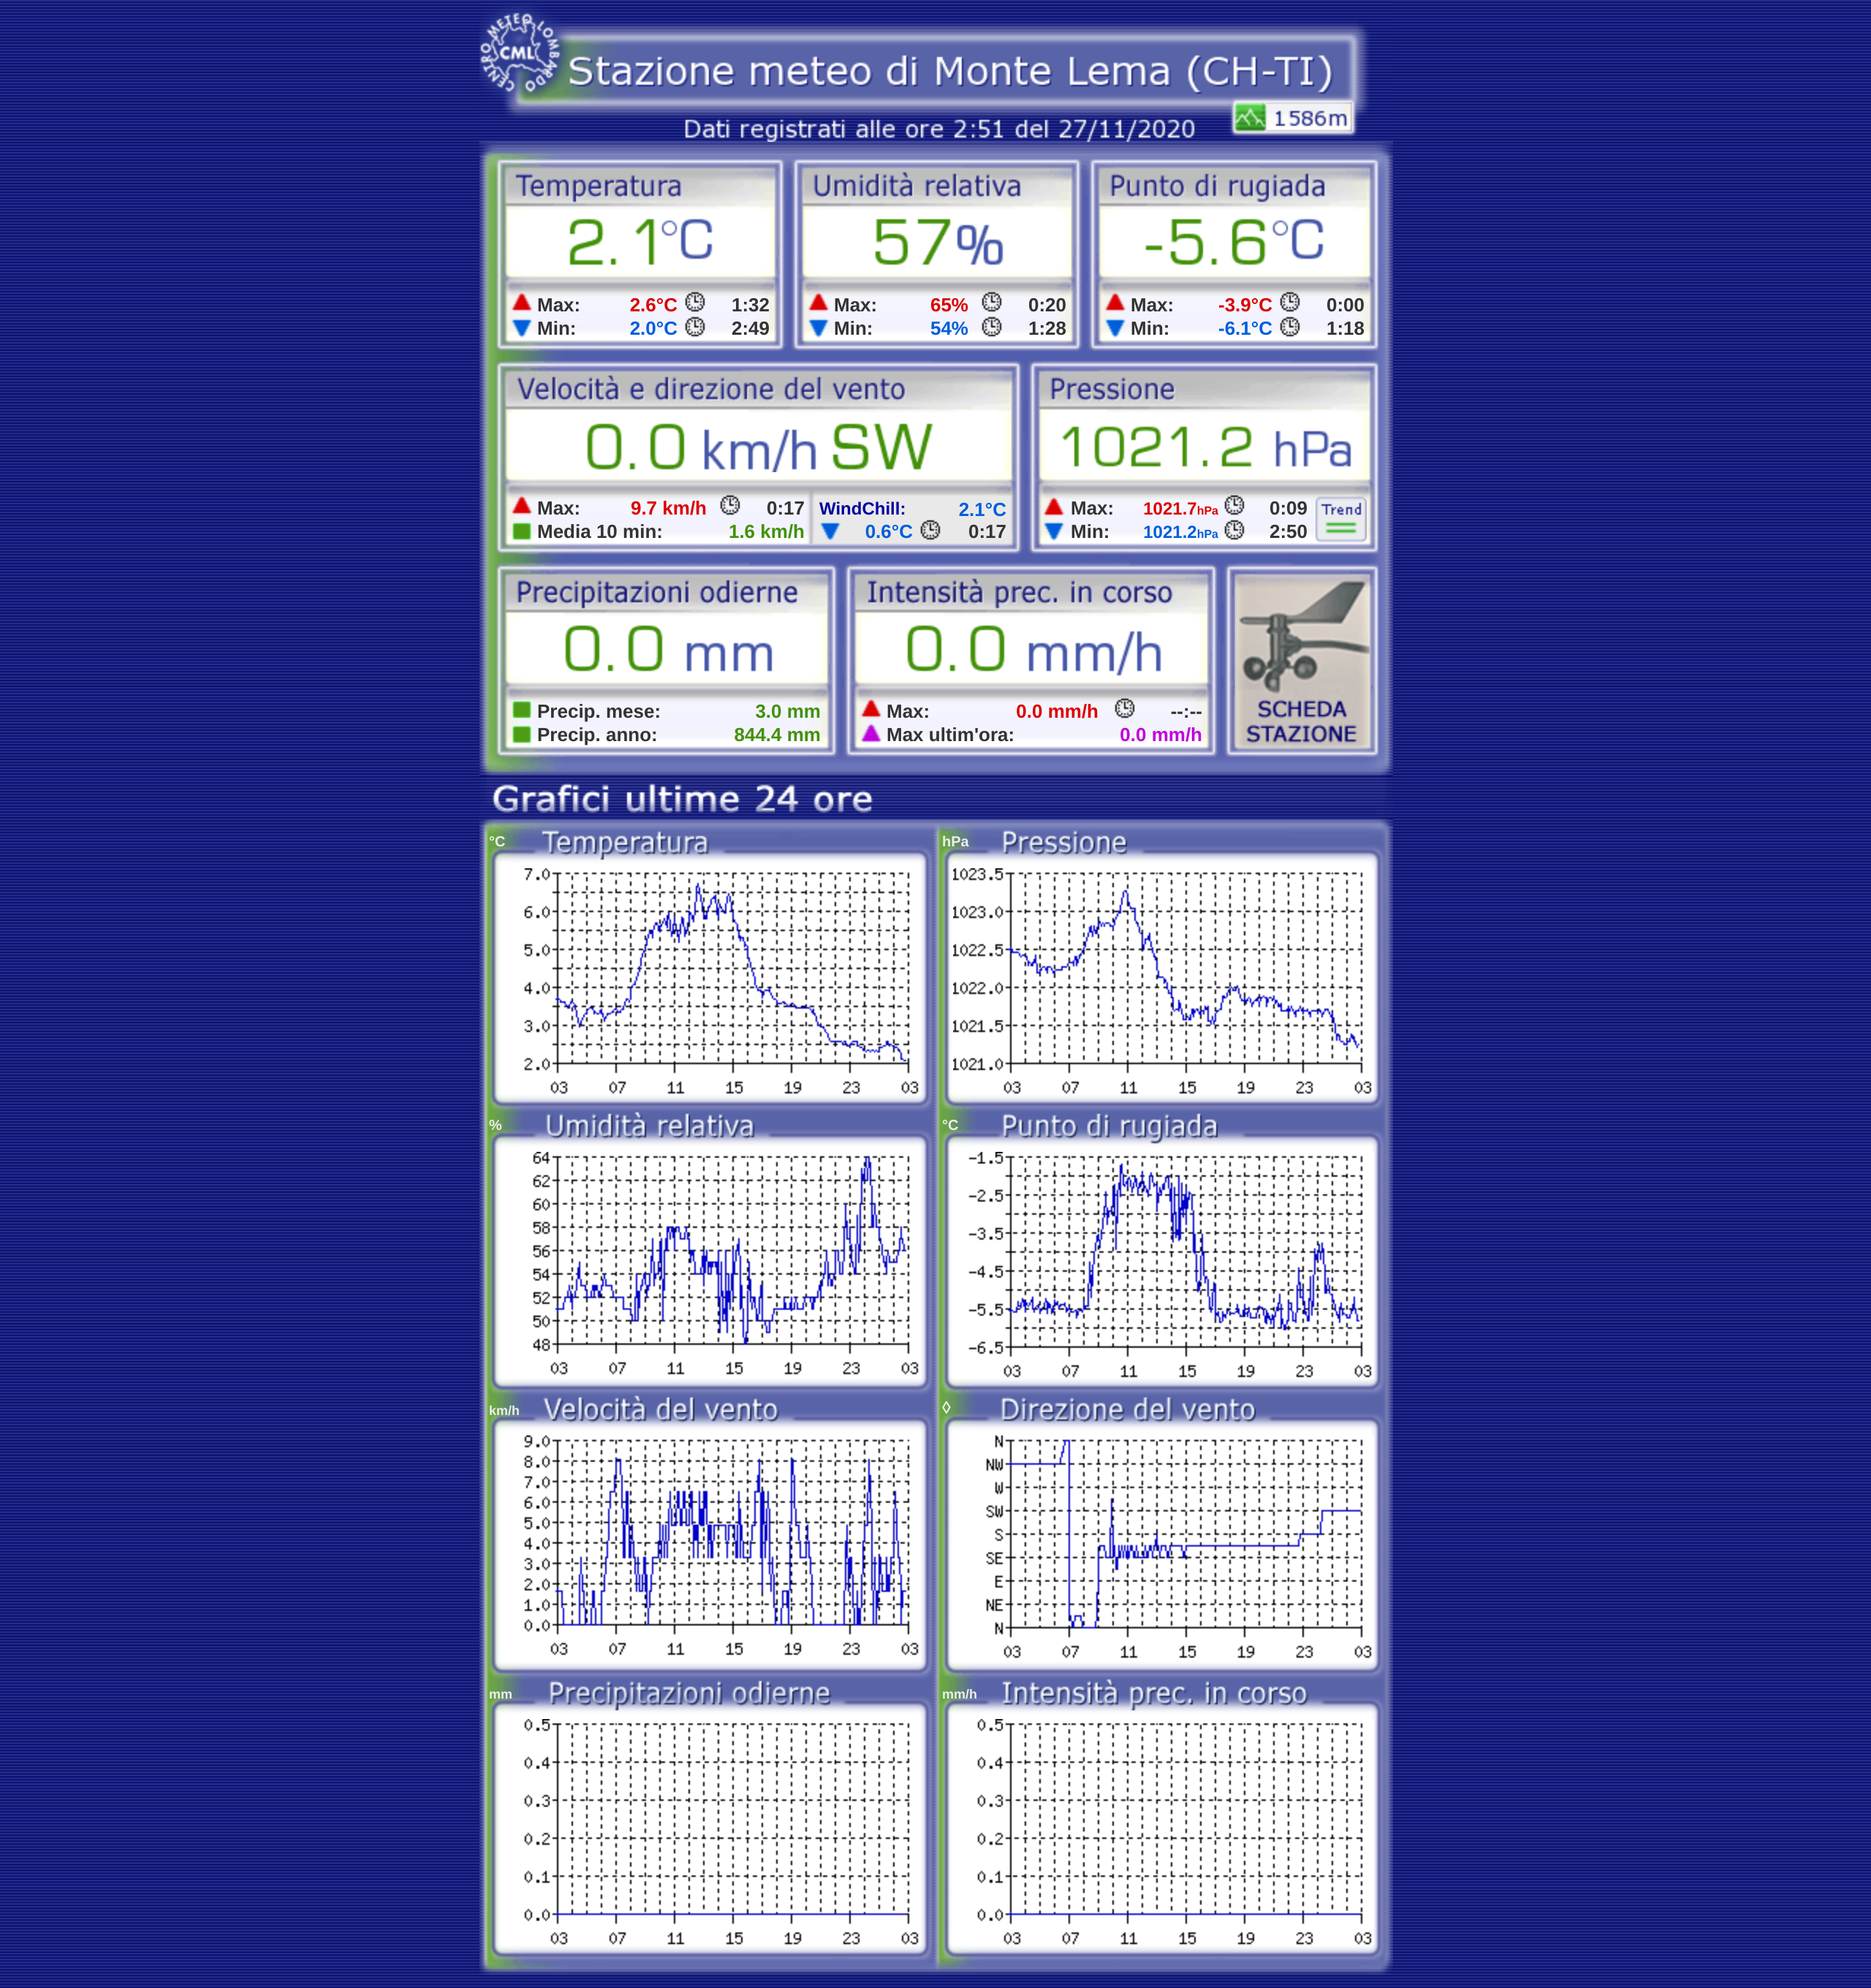 CENTRO METEO LOMBARDO
CML
Stazione meteo di Monte Lema (CH-TI)
1586m
Dati registrati alle ore 2:51 del 27/11/2020
Temperatura
2.1°C
Max: 2.6°C 1:32
Min: 2.0°C 2:49
Umidità relativa
57%
Max: 65% 0:20
Min: 54% 1:28
Punto di rugiada
-5.6°C
Max: -3.9°C 0:00
Min: -6.1°C 1:18
Velocità e direzione del vento
0.0 km/h SW
Max: 9.7 km/h 0:17
Media 10 min: 1.6 km/h
WindChill: 2.1°C
0.6°C 0:17
Pressione
1021.2 hPa
Max: 1021.7hPa 0:09
Min: 1021.2hPa 2:50
Trend
Precipitazioni odierne
0.0 mm
Precip. mese: 3.0 mm
Precip. anno: 844.4 mm
Intensità prec. in corso
0.0 mm/h
Max: 0.0 mm/h --:--
Max ultim'ora: 0.0 mm/h
SCHEDA
STAZIONE
Grafici ultime 24 ore
°C Temperatura
7.0
6.0
5.0
4.0
3.0
2.0
03 07 11 15 19 23 03
hPa Pressione
1023.5
1023.0
1022.5
1022.0
1021.5
1021.0
03 07 11 15 19 23 03
% Umidità relativa
64
62
60
58
56
54
52
50
48
03 07 11 15 19 23 03
°C Punto di rugiada
-1.5
-2.5
-3.5
-4.5
-5.5
-6.5
03 07 11 15 19 23 03
km/h Velocità del vento
9.0
8.0
7.0
6.0
5.0
4.0
3.0
2.0
1.0
0.0
03 07 11 15 19 23 03
◊ Direzione del vento
N
NW
W
SW
S
SE
E
NE
N
03 07 11 15 19 23 03
mm Precipitazioni odierne
0.5
0.4
0.3
0.2
0.1
0.0
03 07 11 15 19 23 03
mm/h Intensità prec. in corso
0.5
0.4
0.3
0.2
0.1
0.0
03 07 11 15 19 23 03